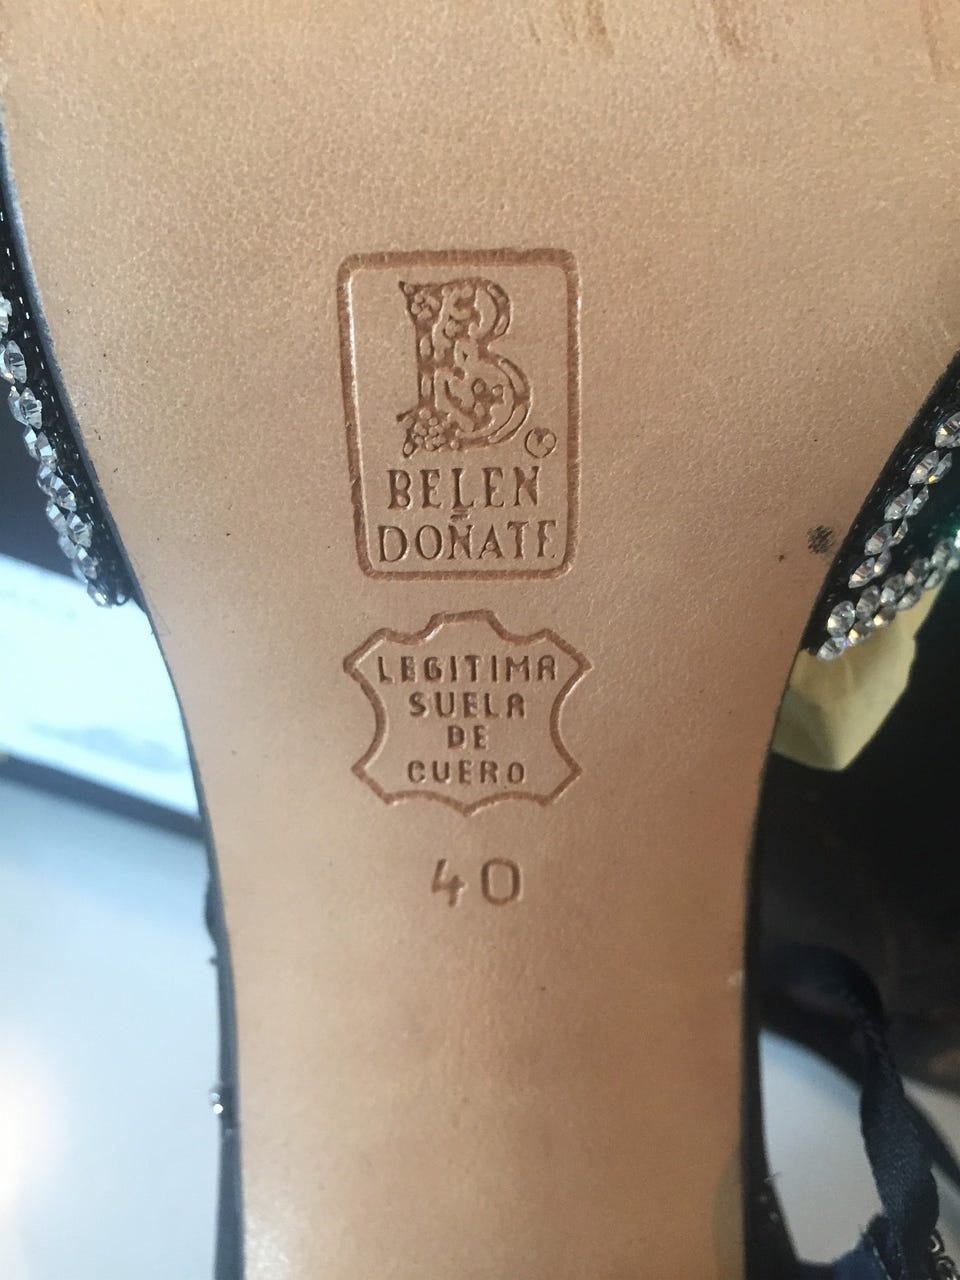 B
BELEN
DOÑATE
LEGITIMA
SUELA
DE
CUERO
40